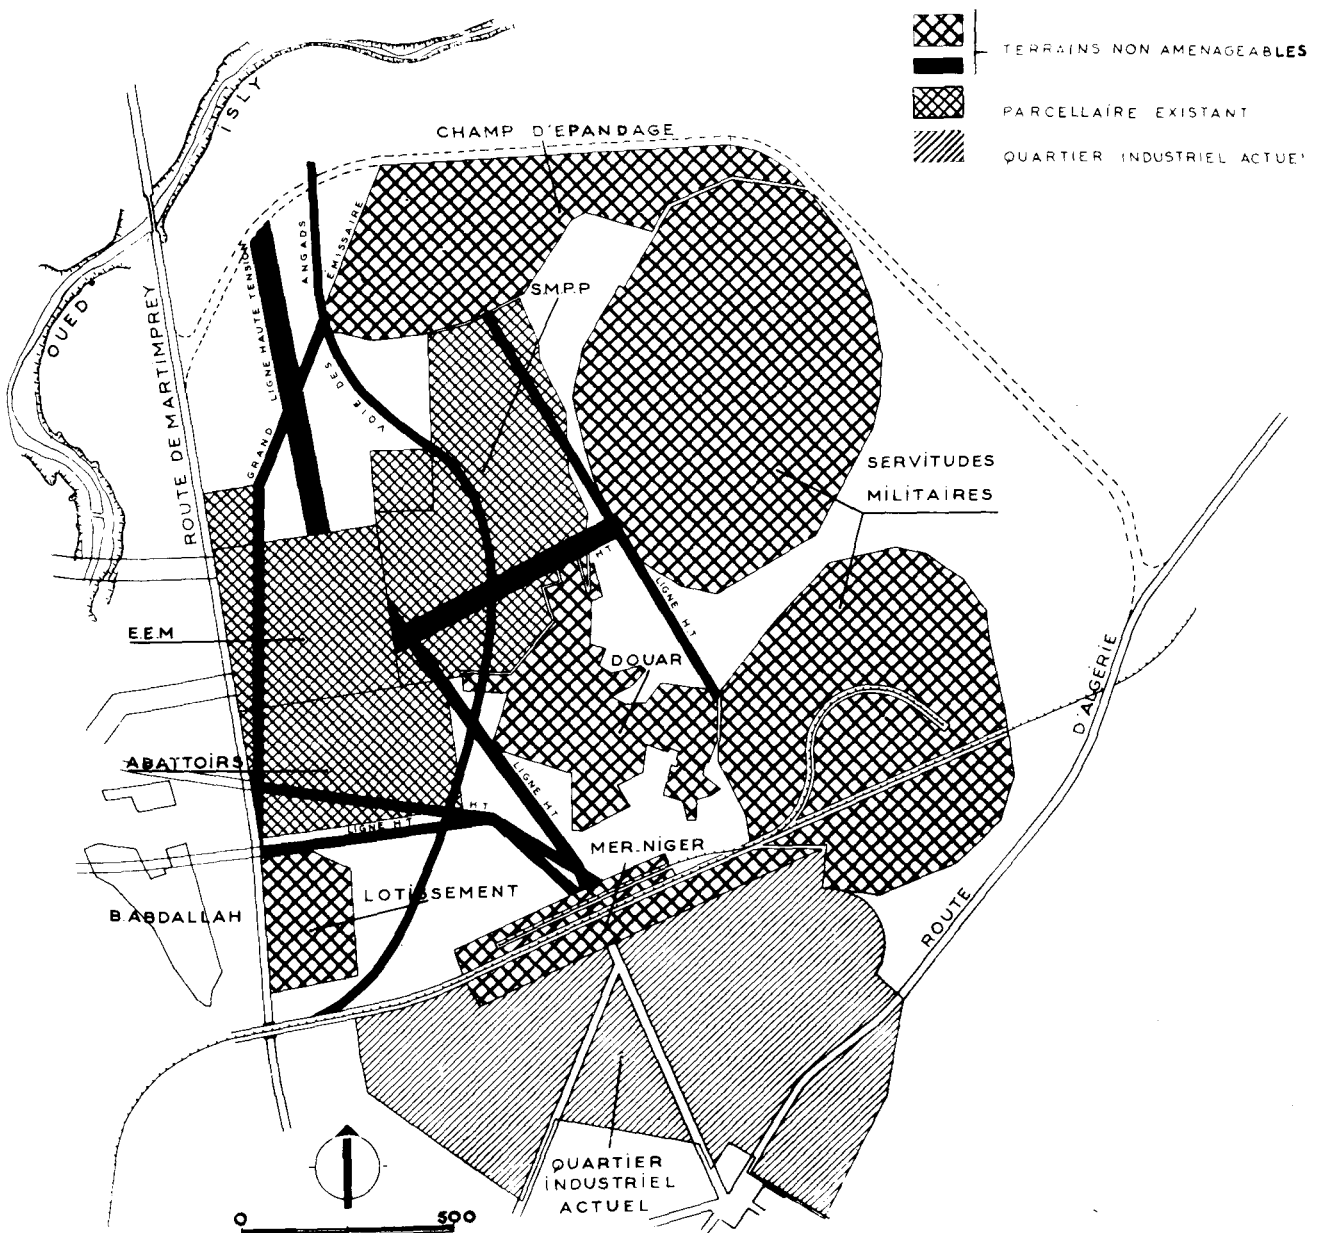 TERRAINS NON AMENAGEABLES
PARCELLAIRE EXISTANT
QUARTIER INDUSTRIEL ACTUEL
CHAMP D'EPANDAGE
ISLY
OUED
ROUTE DE MARTIMPREY
LIGNE HAUTE TENSION
ANGADS
ÉMISSAIRE
GRAND
VOIE DES
S.M.P.P
SERVITUDES
MILITAIRES
H T
LIGNE H.T
E.E.M
DOUAR
D'ALGÉRIE
ABATTOIRS
LIGNE H.T
H T
LIGNE H.T
MER.NIGER
LOTISSEMENT
B.ABDALLAH
ROUTE
QUARTIER
INDUSTRIEL
ACTUEL
0 500